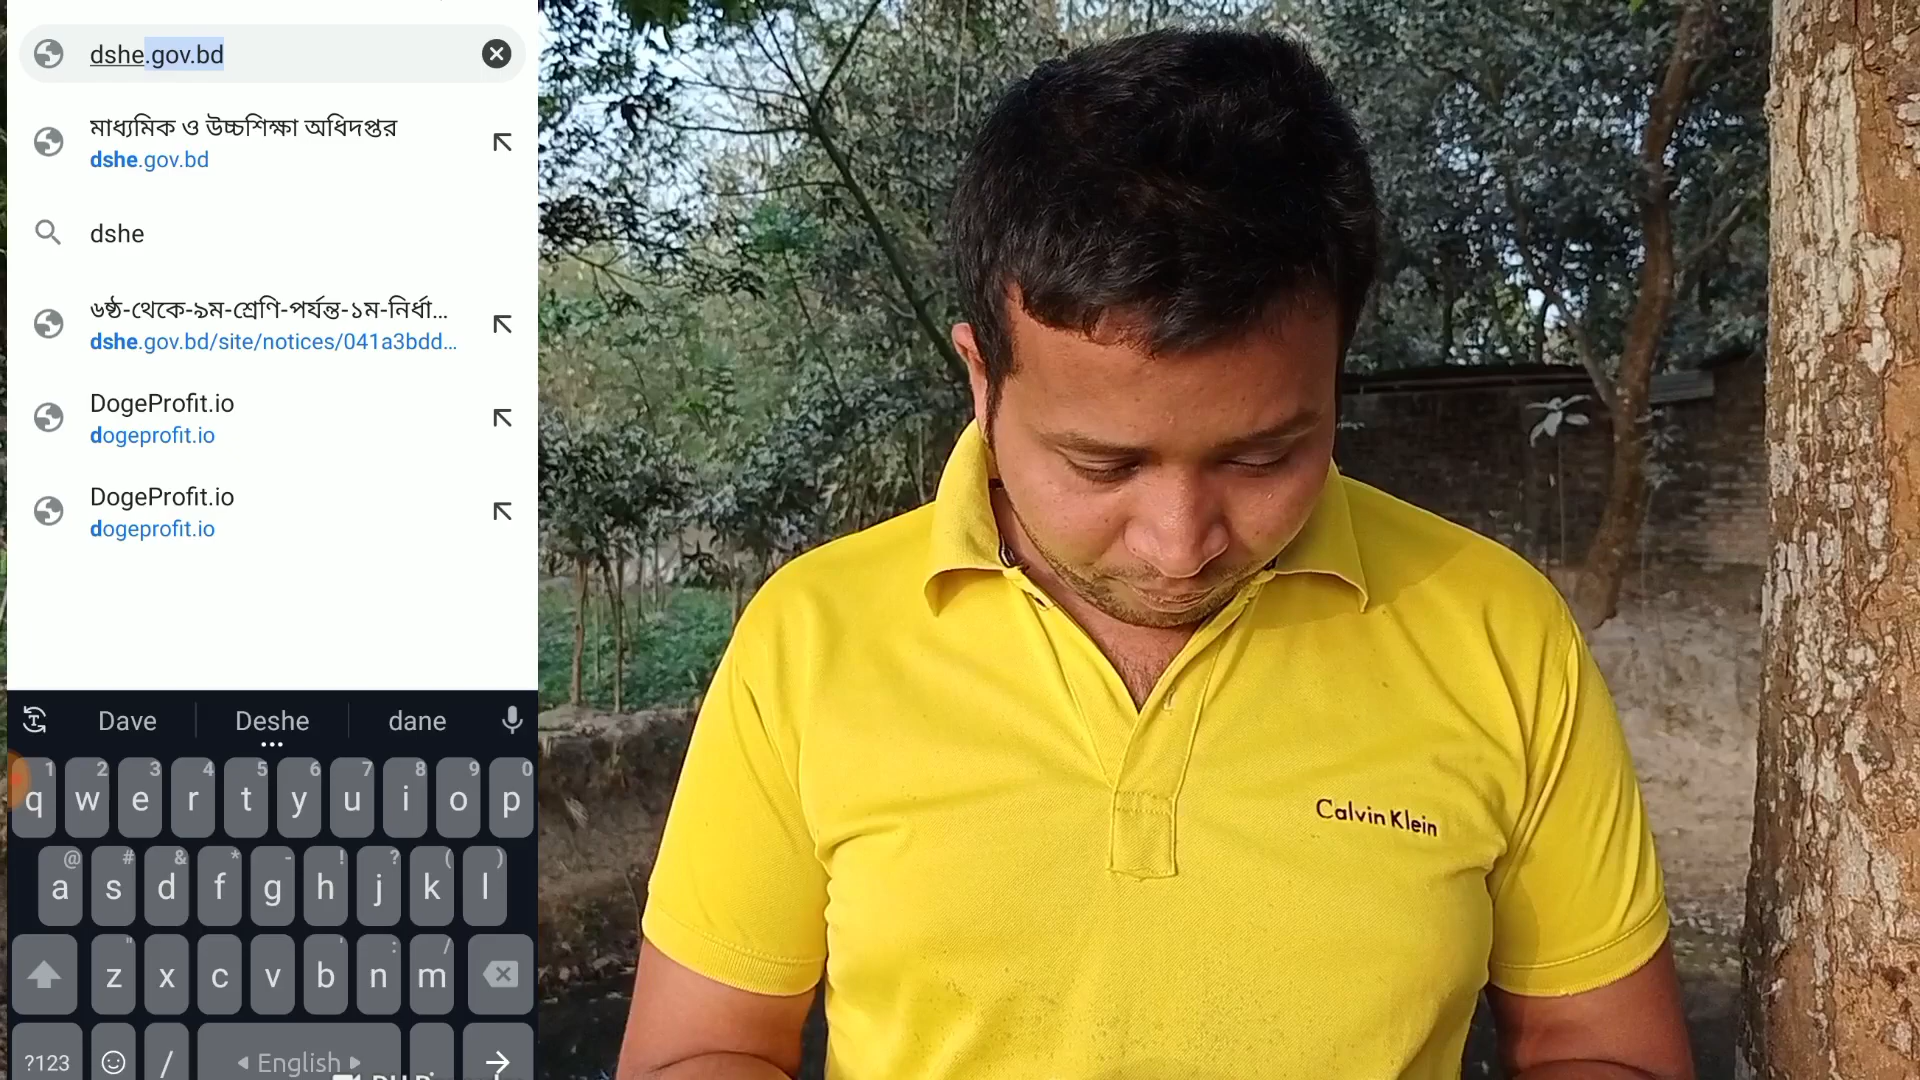 dshe.gov.bd
মাধ্যমিক ও উচ্চশিক্ষা অধিদপ্তর
dshe.gov.bd
dshe
৬ষ্ঠ-থেকে-৯ম-শ্রেণি-পর্যন্ত-১ম-নির্ধা...
dshe.gov.bd/site/notices/041a3bdd...
DogeProfit.io
dogeprofit.io
DogeProfit.io
dogeprofit.io
Dave Deshe dane
1 2 3 4 5 6 7 8 9 0
q w e r t y u i o p
@ # & * - ! ? ( )
a s d f g h j k l
" ' : /
z x c v b n m
?123 / English
Calvin Klein